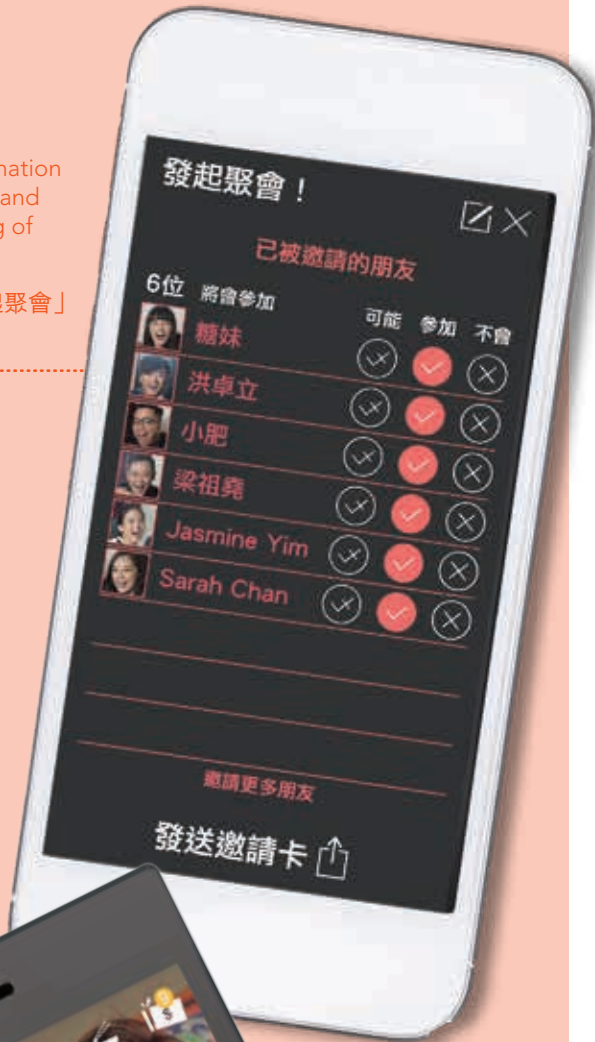 nation
and
g of
起聚會」
發起聚會！
已被邀請的朋友
6位 將會參加 可能 參加 不會
糖妹
洪卓立
小肥
梁祖堯
Jasmine Yim
Sarah Chan
邀請更多朋友
發送邀請卡
$